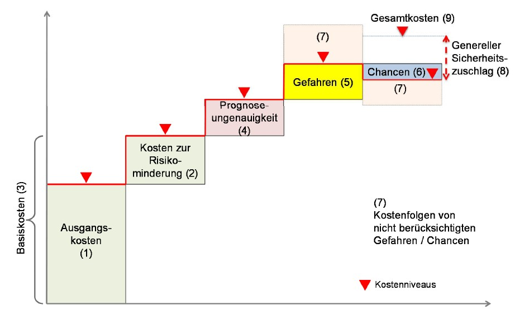 Gesamtkosten (9)
(7)
Genereller
Sicherheits-
zuschlag (8)
Gefahren (5)
Chancen (6)
(7)
Prognose-
ungenauigkeit
(4)
Kosten zur
Risiko-
minderung (2)
Basiskosten (3)
Ausgangs-
kosten
(1)
(7)
Kostenfolgen von
nicht berücksichtigten
Gefahren / Chancen
Kostenniveaus